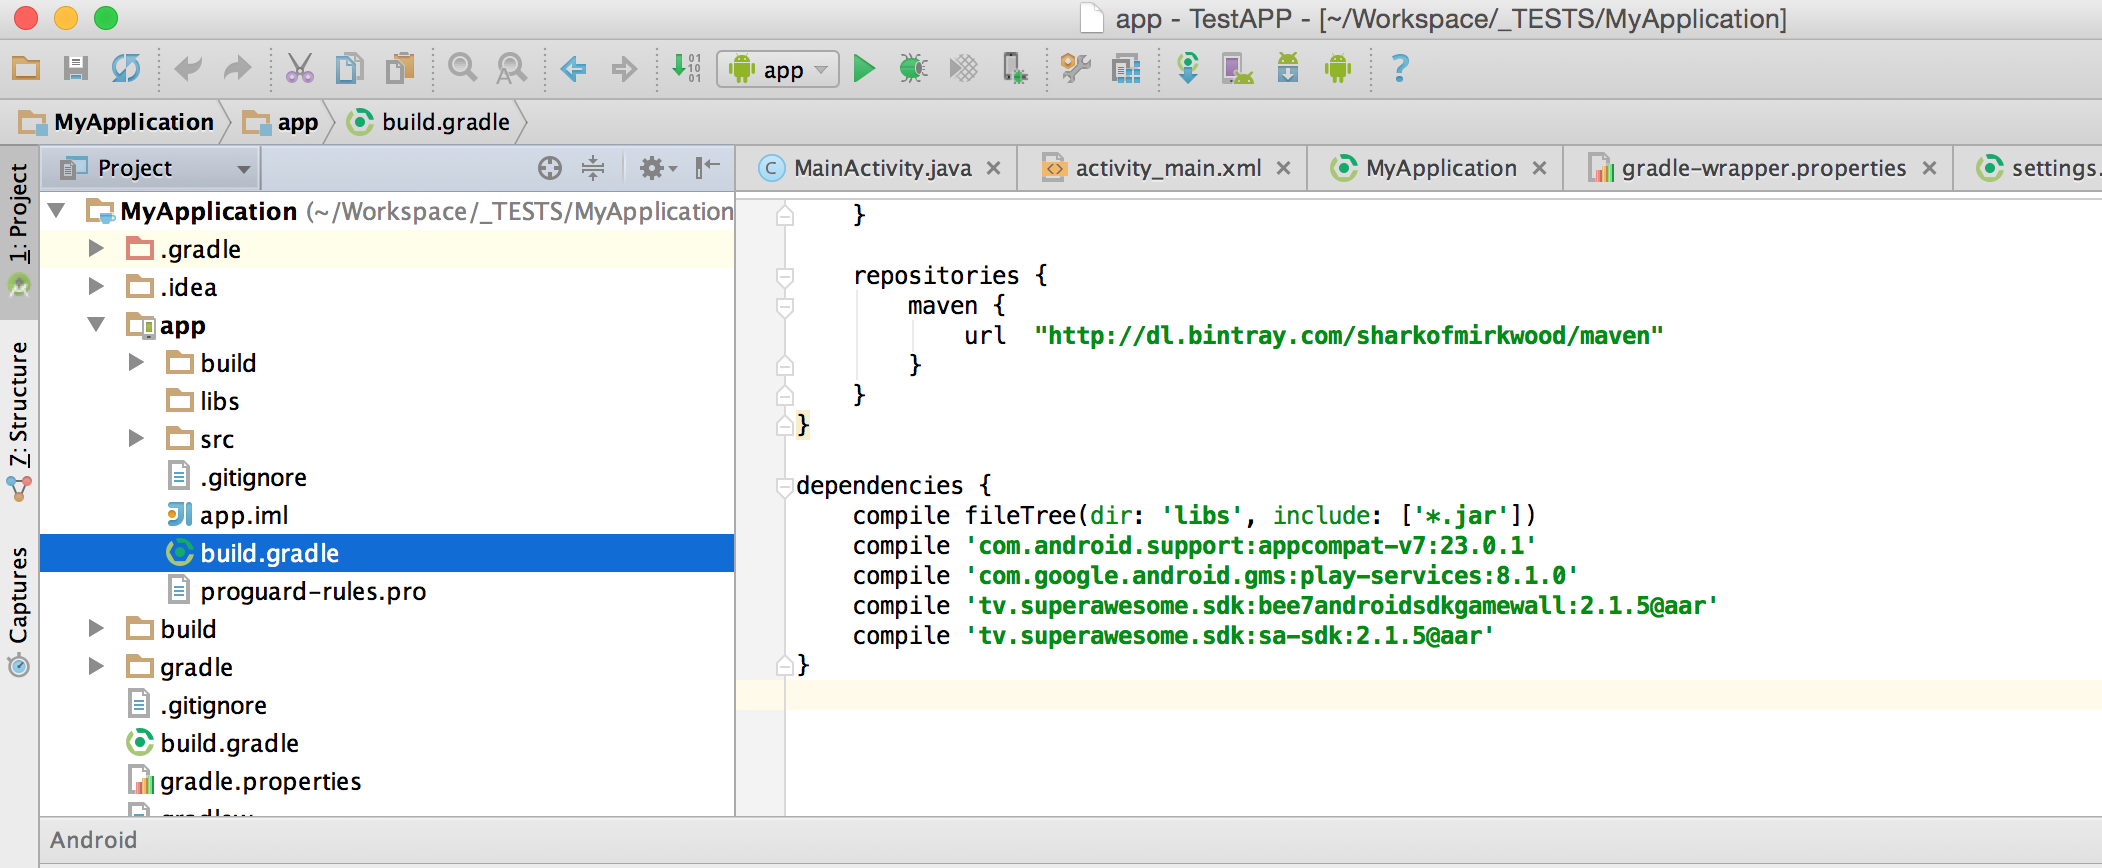 app - TestAPP - [~/Workspace/_TESTS/MyApplication]
app
?
MyApplication app build.gradle
1: Project
Z: Structure
Captures
Project
MyApplication (~/Workspace/_TESTS/MyApplication
.gradle
.idea
app
build
libs
src
.gitignore
app.iml
build.gradle
proguard-rules.pro
build
gradle
.gitignore
build.gradle
gradle.properties
MainActivity.java activity_main.xml MyApplication gradle-wrapper.properties settings.
}
repositories {
maven {
url "http://dl.bintray.com/sharkofmirkwood/maven"
}
}
}
dependencies {
compile fileTree(dir: 'libs', include: ['*.jar'])
compile 'com.android.support:appcompat-v7:23.0.1'
compile 'com.google.android.gms:play-services:8.1.0'
compile 'tv.superawesome.sdk:bee7androidsdkgamewall:2.1.5@aar'
compile 'tv.superawesome.sdk:sa-sdk:2.1.5@aar'
}
Android